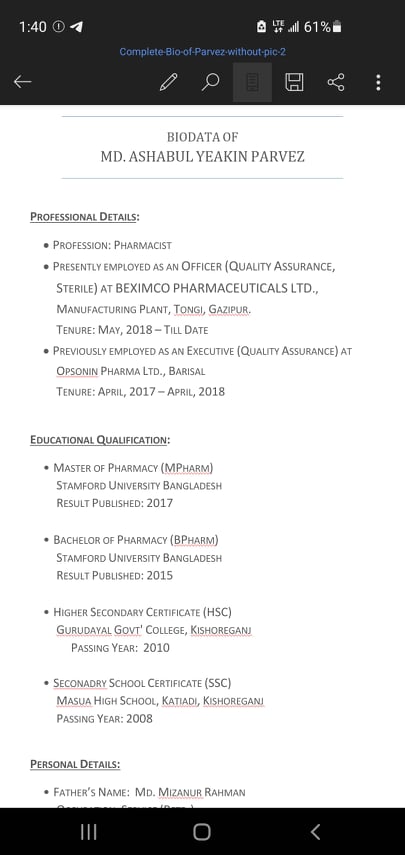 1:40 LTE 61%
Complete-Bio-of-Parvez-without-pic-2
BIODATA OF
MD. ASHABUL YEAKIN PARVEZ
PROFESSIONAL DETAILS:
• PROFESSION: PHARMACIST
• PRESENTLY EMPLOYED AS AN OFFICER (QUALITY ASSURANCE,
STERILE) AT BEXIMCO PHARMACEUTICALS LTD.,
MANUFACTURING PLANT, TONGI, GAZIPUR.
TENURE: MAY, 2018 – TILL DATE
• PREVIOUSLY EMPLOYED AS AN EXECUTIVE (QUALITY ASSURANCE) AT
OPSONIN PHARMA LTD., BARISAL
TENURE: APRIL, 2017 – APRIL, 2018
EDUCATIONAL QUALIFICATION:
• MASTER OF PHARMACY (MPHARM)
STAMFORD UNIVERSITY BANGLADESH
RESULT PUBLISHED: 2017
• BACHELOR OF PHARMACY (BPHARM)
STAMFORD UNIVERSITY BANGLADESH
RESULT PUBLISHED: 2015
• HIGHER SECONDARY CERTIFICATE (HSC)
GURUDAYAL GOVT' COLLEGE, KISHOREGANJ
PASSING YEAR: 2010
• SECONADRY SCHOOL CERTIFICATE (SSC)
MASUA HIGH SCHOOL, KATIADI, KISHOREGANJ
PASSING YEAR: 2008
PERSONAL DETAILS:
• FATHER'S NAME: MD. MIZANUR RAHMAN